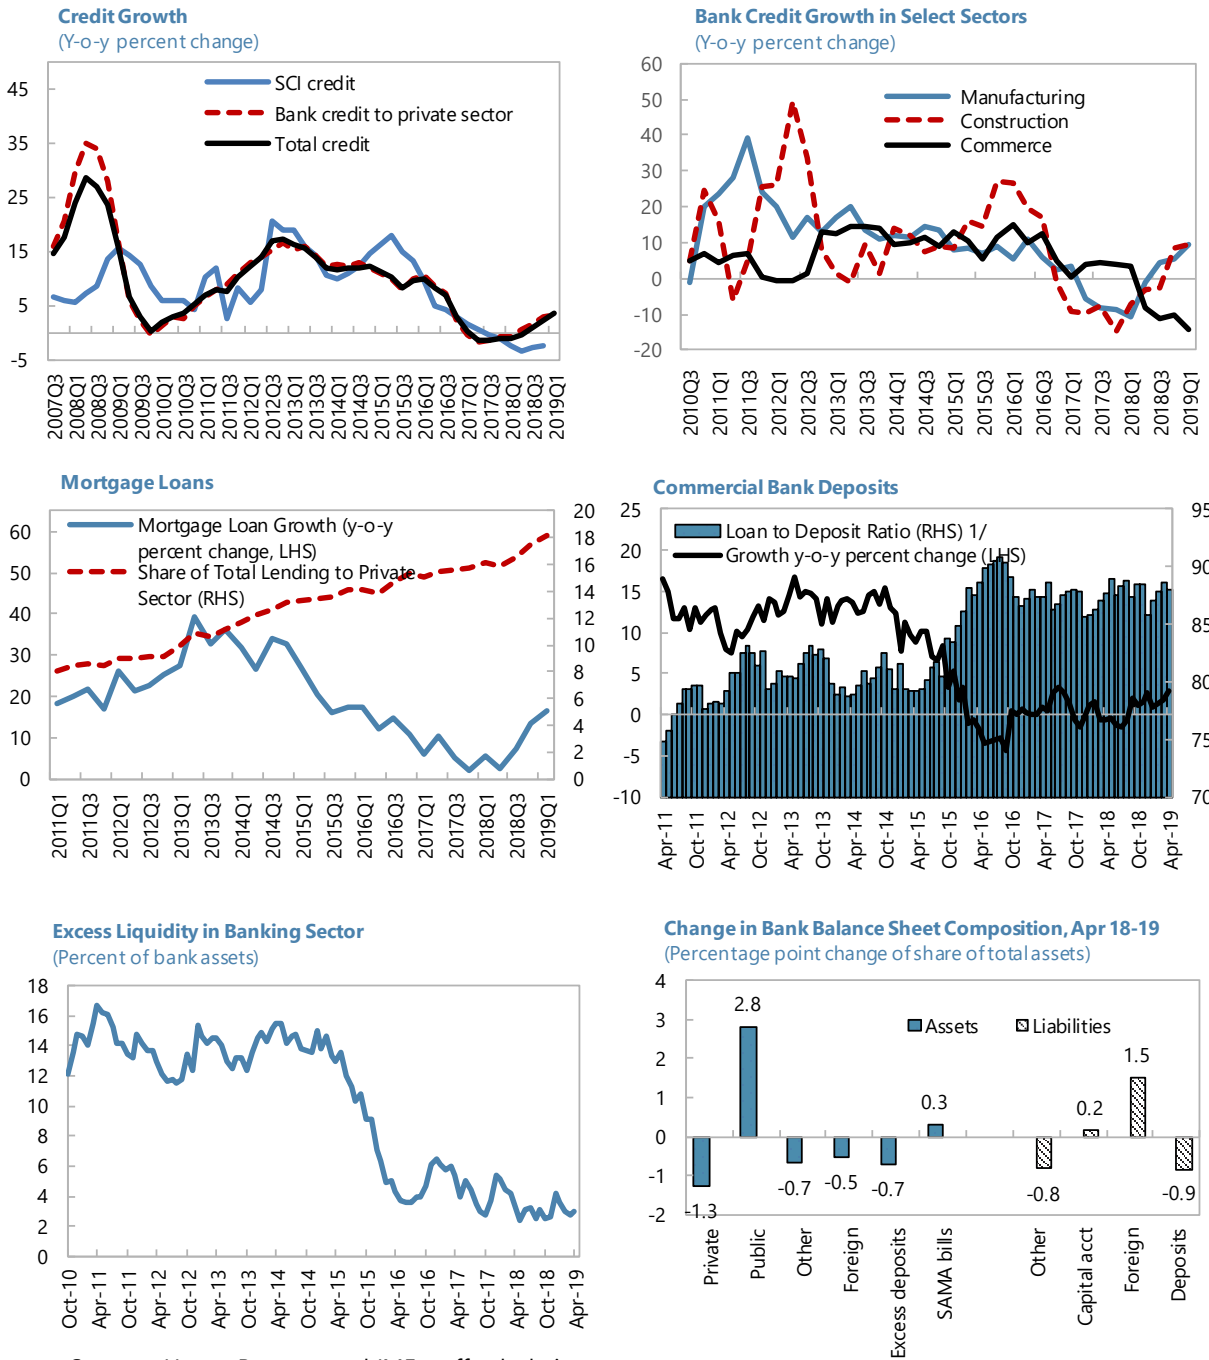 Credit Growth
(Y-o-y percent change)
45
35
25
15
5
-5
SCI credit
Bank credit to private sector
Total credit
2007Q3
2008Q1
2008Q3
2009Q1
2009Q3
2010Q1
2010Q3
2011Q1
2011Q3
2012Q1
2012Q3
2013Q1
2013Q3
2014Q1
2014Q3
2015Q1
2015Q3
2016Q1
2016Q3
2017Q1
2017Q3
2018Q1
2018Q3
2019Q1
Bank Credit Growth in Select Sectors
(Y-o-y percent change)
60
50
40
30
20
10
0
-10
-20
Manufacturing
Construction
Commerce
2010Q3
2011Q1
2011Q3
2012Q1
2012Q3
2013Q1
2013Q3
2014Q1
2014Q3
2015Q1
2015Q3
2016Q1
2016Q3
2017Q1
2017Q3
2018Q1
2018Q3
2019Q1
Mortgage Loans
60
50
40
30
20
10
0
Mortgage Loan Growth (y-o-y
percent change, LHS)
Share of Total Lending to Private
Sector (RHS)
20
18
16
14
12
10
8
6
4
2
0
2011Q1
2011Q3
2012Q1
2012Q3
2013Q1
2013Q3
2014Q1
2014Q3
2015Q1
2015Q3
2016Q1
2016Q3
2017Q1
2017Q3
2018Q1
2018Q3
2019Q1
Commercial Bank Deposits
25
20
15
10
5
0
-5
-10
Loan to Deposit Ratio (RHS) 1/
Growth y-o-y percent change (LHS)
95
90
85
80
75
70
Apr-11
Oct-11
Apr-12
Oct-12
Apr-13
Oct-13
Apr-14
Oct-14
Apr-15
Oct-15
Apr-16
Oct-16
Apr-17
Oct-17
Apr-18
Oct-18
Apr-19
Excess Liquidity in Banking Sector
(Percent of bank assets)
18
16
14
12
10
8
6
4
2
0
Oct-10
Apr-11
Oct-11
Apr-12
Oct-12
Apr-13
Oct-13
Apr-14
Oct-14
Apr-15
Oct-15
Apr-16
Oct-16
Apr-17
Oct-17
Apr-18
Oct-18
Apr-19
Change in Bank Balance Sheet Composition, Apr 18-19
(Percentage point change of share of total assets)
4
3
2
1
0
-1
-2
Assets
Liabilities
-1.3
2.8
-0.7
-0.5
-0.7
0.3
-0.8
0.2
1.5
-0.9
Private
Public
Other
Foreign
Excess deposits
SAMA bills
Other
Capital acct
Foreign
Deposits